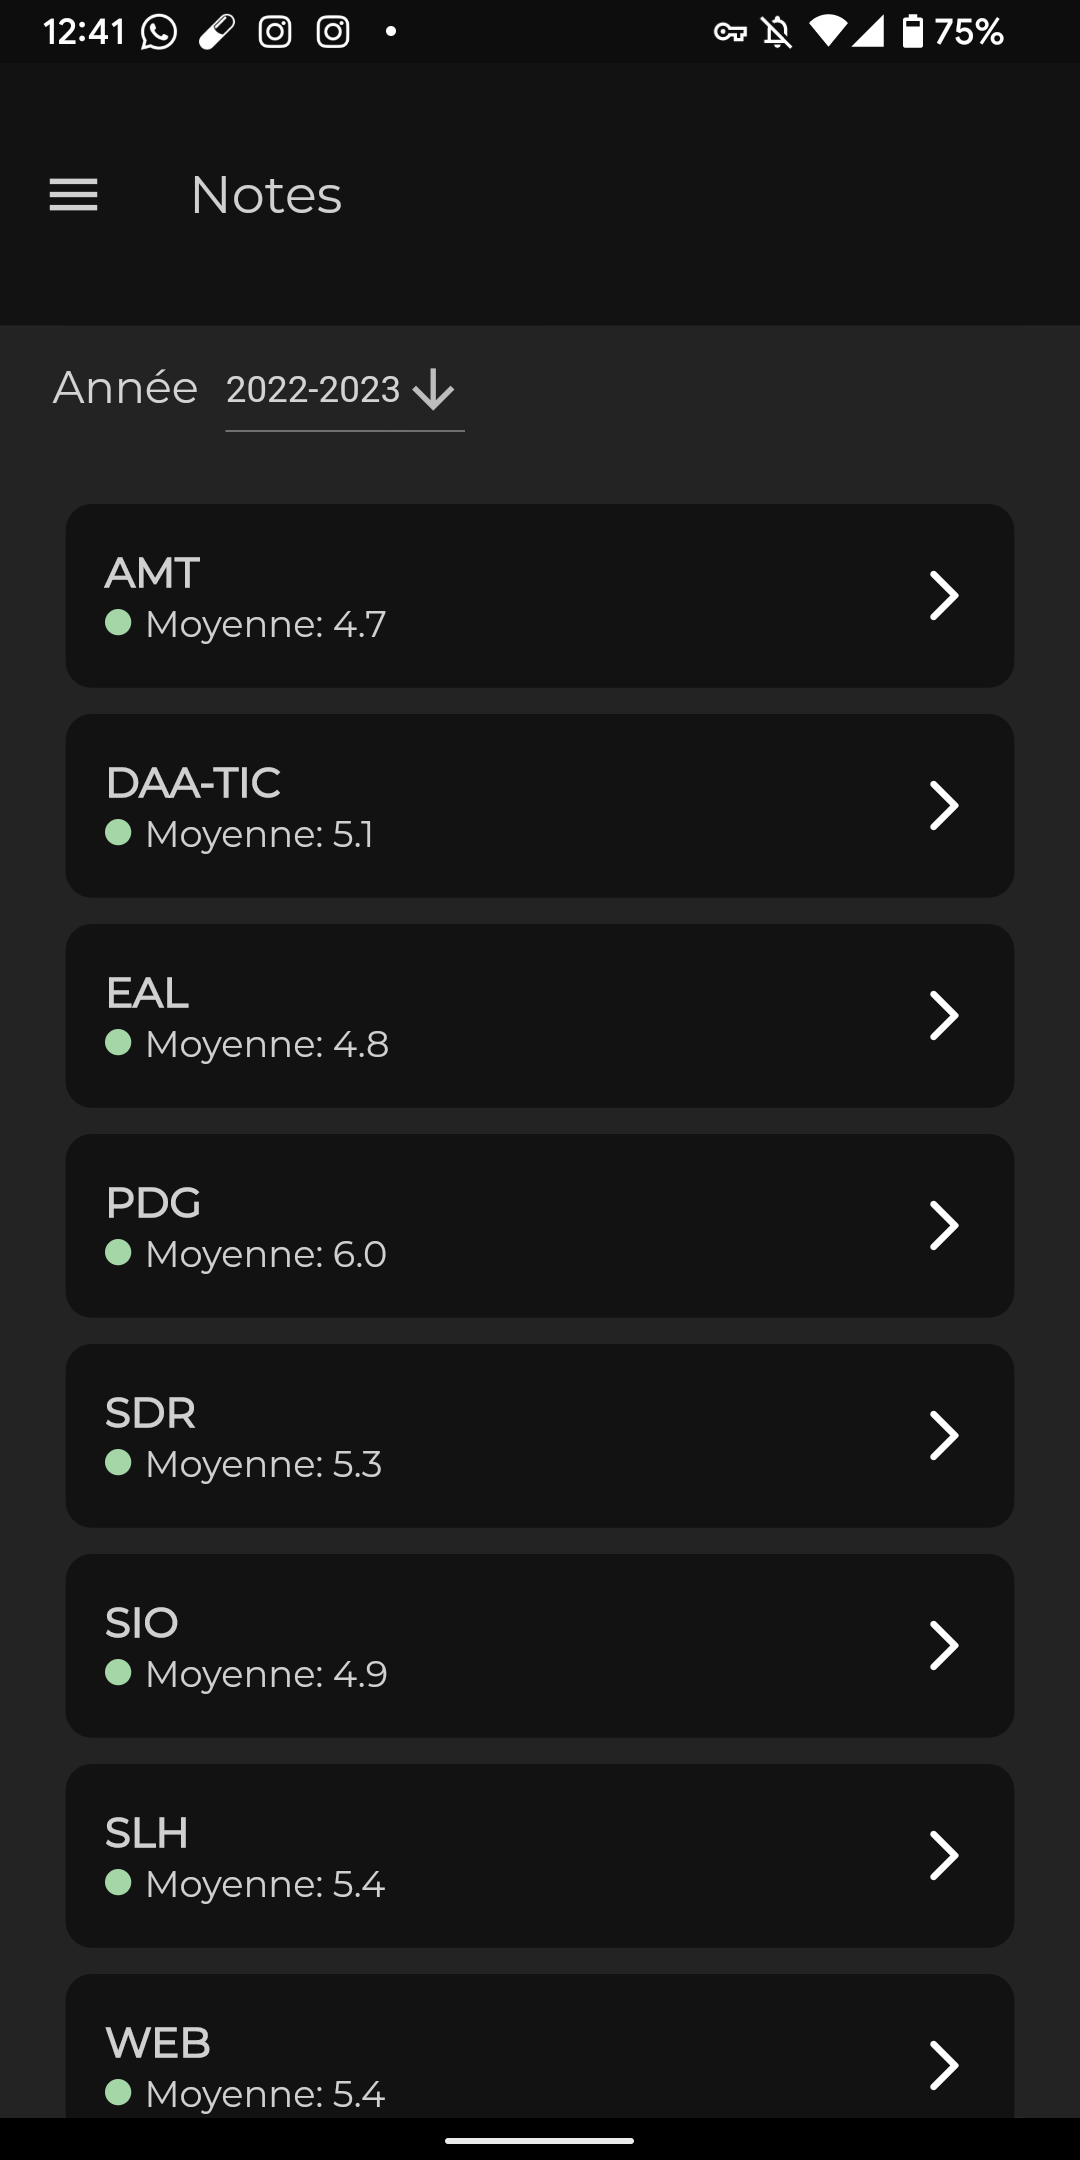 12:41 75%
Notes
Année 2022-2023
AMT
Moyenne: 4.7
DAA-TIC
Moyenne: 5.1
EAL
Moyenne: 4.8
PDG
Moyenne: 6.0
SDR
Moyenne: 5.3
SIO
Moyenne: 4.9
SLH
Moyenne: 5.4
WEB
Moyenne: 5.4